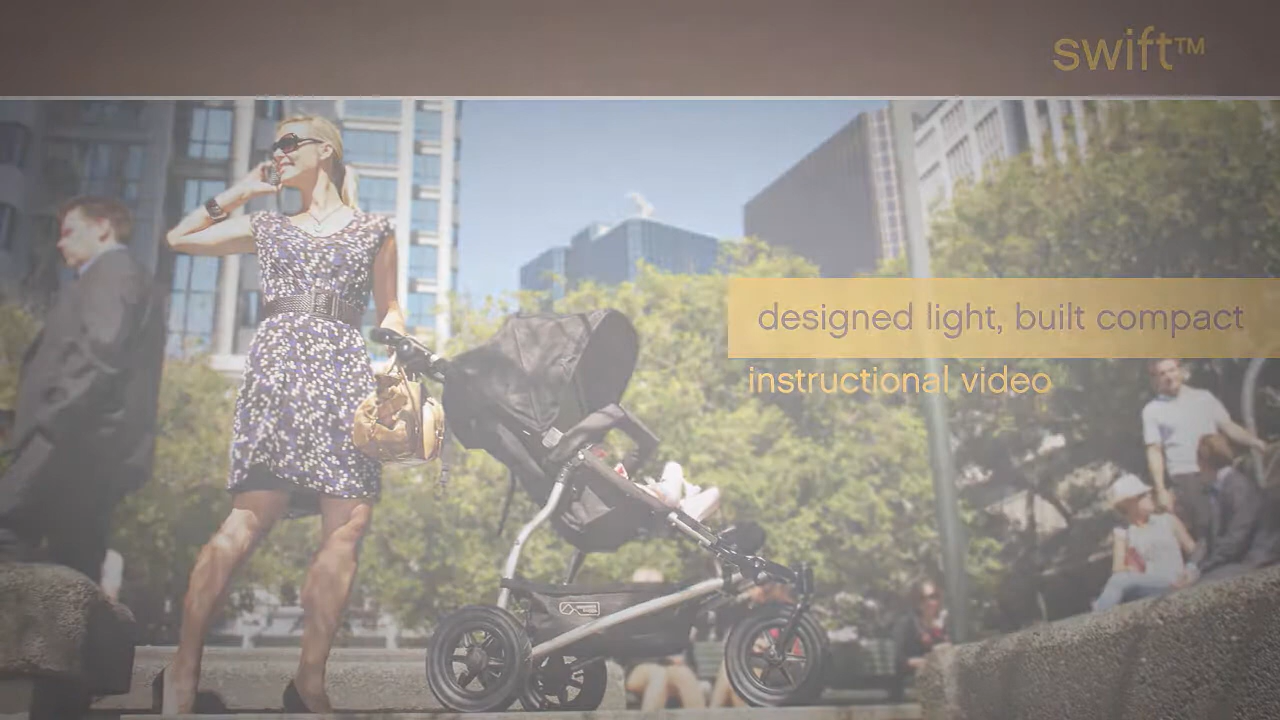 swift™
designed light, built compact
instructional video